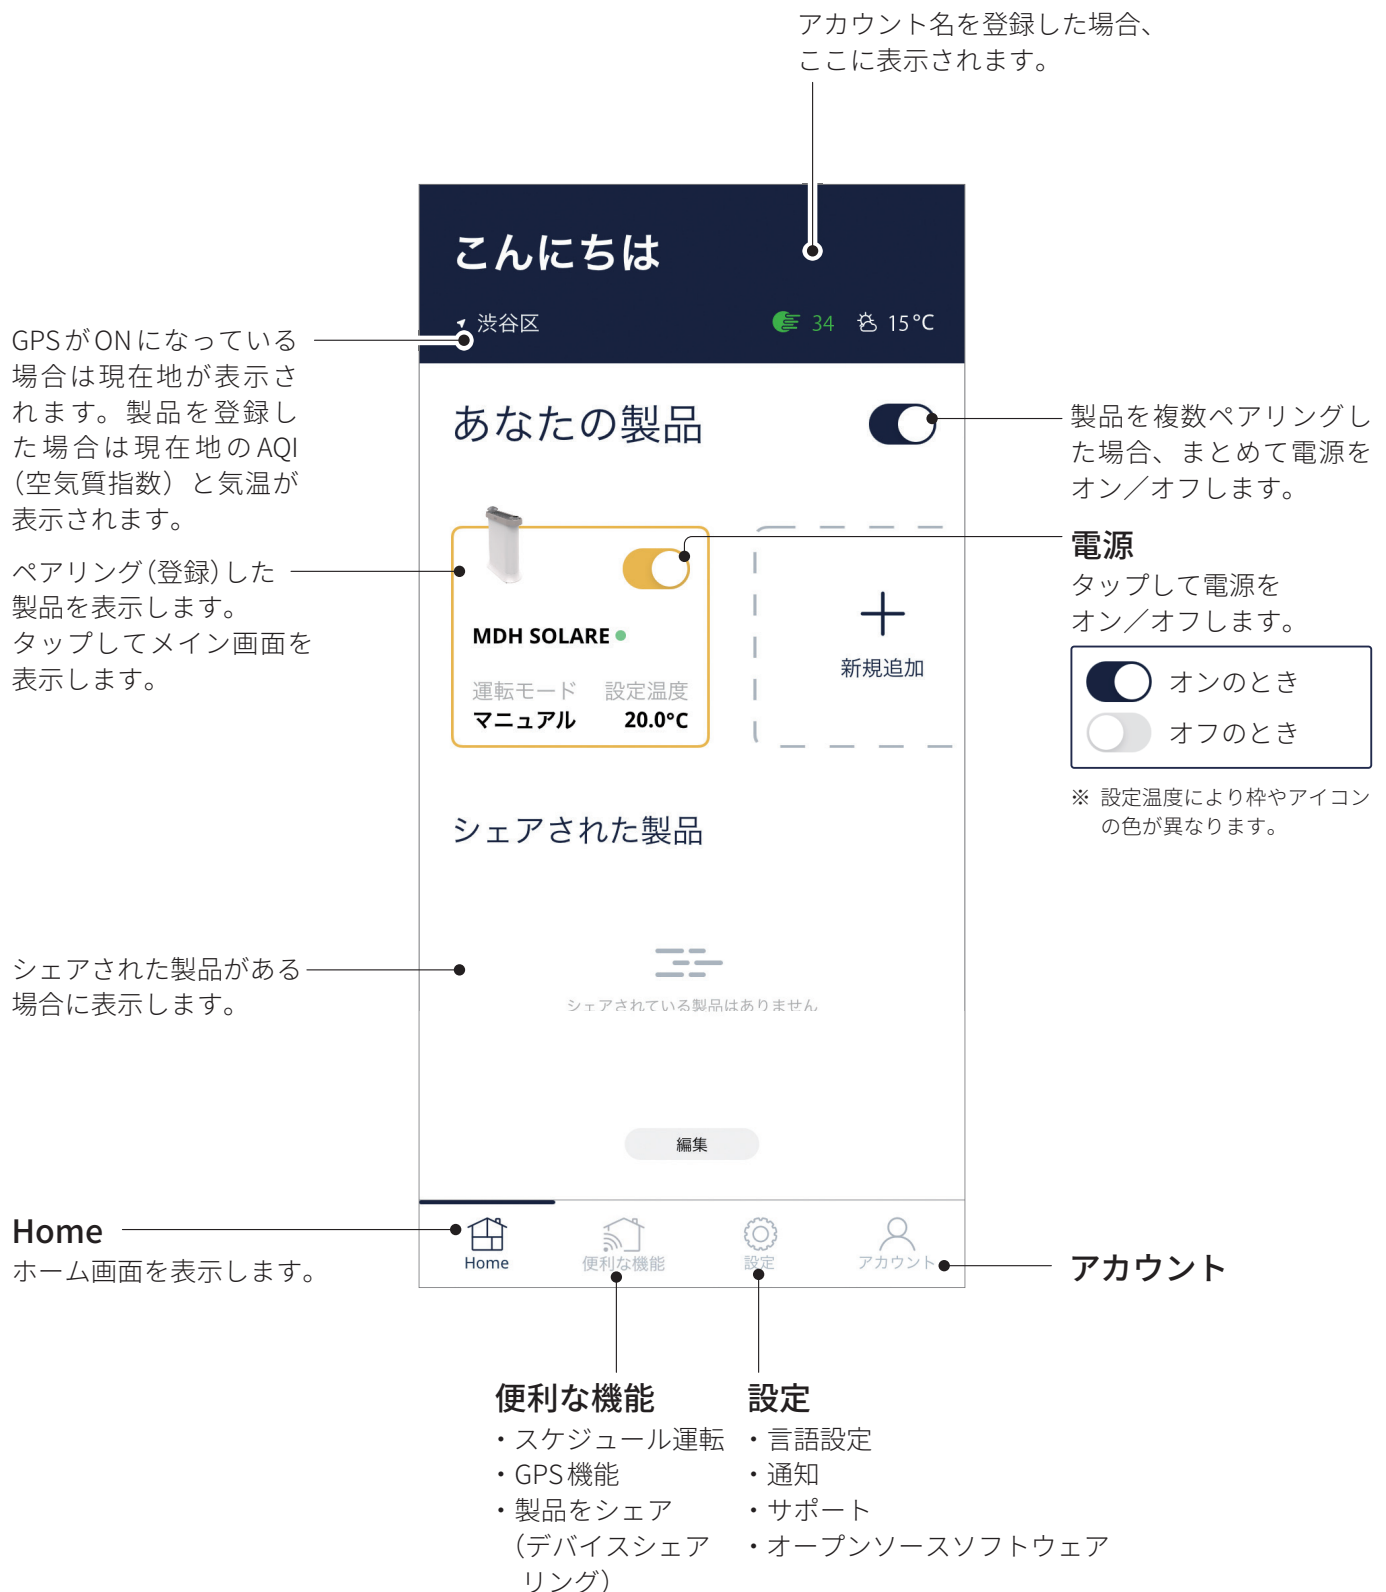 アカウント名を登録した場合、
ここに表示されます。
こんにちは
渋谷区
34
15°C
GPSがONになっている
場合は現在地が表示さ
れます。製品を登録し
た場合は現在地のAQI
（空気質指数）と気温が
表示されます。
あなたの製品
製品を複数ペアリングし
た場合、まとめて電源を
オン／オフします。
ペアリング（登録）した
製品を表示します。
タップしてメイン画面を
表示します。
MDH SOLARE
運転モード 設定温度
マニュアル 20.0°C
新規追加
電源
タップして電源を
オン／オフします。
オンのとき
オフのとき
※ 設定温度により枠やアイコン
の色が異なります。
シェアされた製品
シェアされた製品がある
場合に表示します。
シェアされている製品はありません
編集
Home
ホーム画面を表示します。
Home
便利な機能
設定
アカウント
アカウント
便利な機能
・スケジュール運転
・GPS機能
・製品をシェア
（デバイスシェア
リング）
設定
・言語設定
・通知
・サポート
・オープンソースソフトウェア